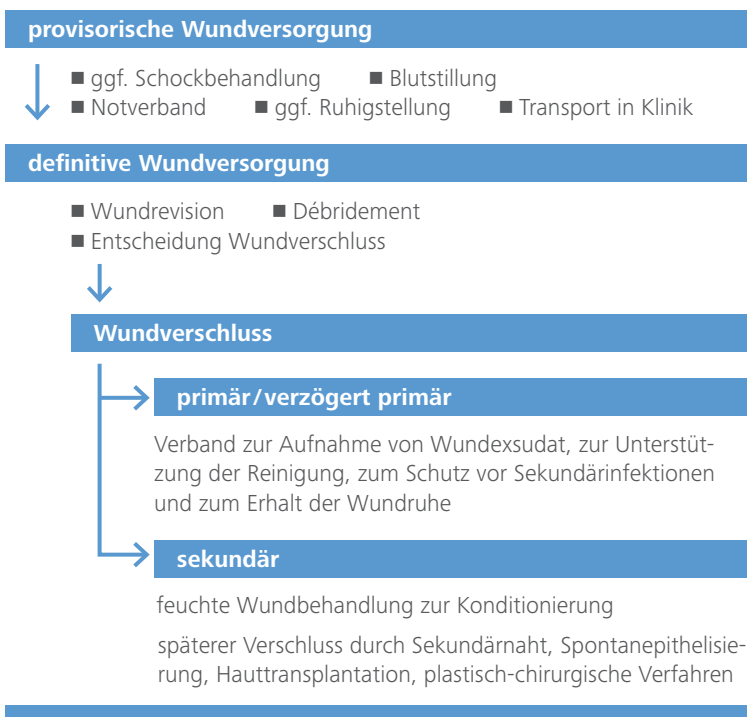 provisorische Wundversorgung
■ ggf. Schockbehandlung ■ Blutstillung
■ Notverband ■ ggf. Ruhigstellung ■ Transport in Klinik
definitive Wundversorgung
■ Wundrevision ■ Débridement
■ Entscheidung Wundverschluss
Wundverschluss
primär/verzögert primär
Verband zur Aufnahme von Wundexsudat, zur Unterstüt-
zung der Reinigung, zum Schutz vor Sekundärinfektionen
und zum Erhalt der Wundruhe
sekundär
feuchte Wundbehandlung zur Konditionierung
späterer Verschluss durch Sekundärnaht, Spontanepithelisie-
rung, Hauttransplantation, plastisch-chirurgische Verfahren